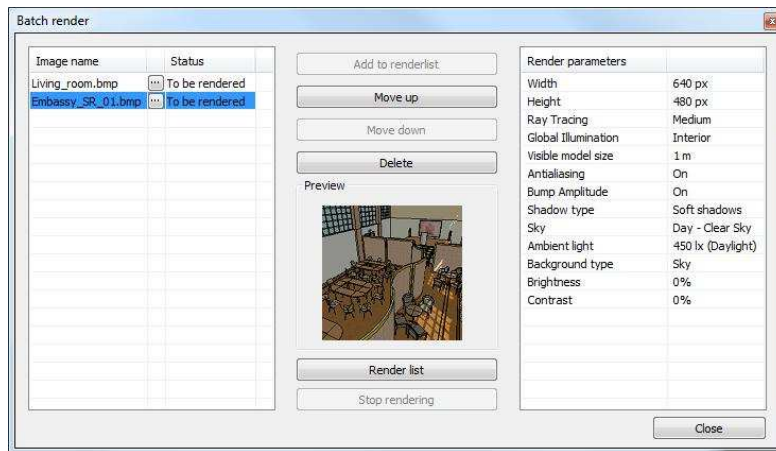 Batch render
Image name Status
Living_room.bmp ... To be rendered
Embassy_SR_01.bmp ... To be rendered
Add to renderlist
Move up
Move down
Delete
Preview
Render list
Stop rendering
Render parameters
Width 640 px
Height 480 px
Ray Tracing Medium
Global Illumination Interior
Visible model size 1 m
Antialiasing On
Bump Amplitude On
Shadow type Soft shadows
Sky Day - Clear Sky
Ambient light 450 lx (Daylight)
Background type Sky
Brightness 0%
Contrast 0%
Close